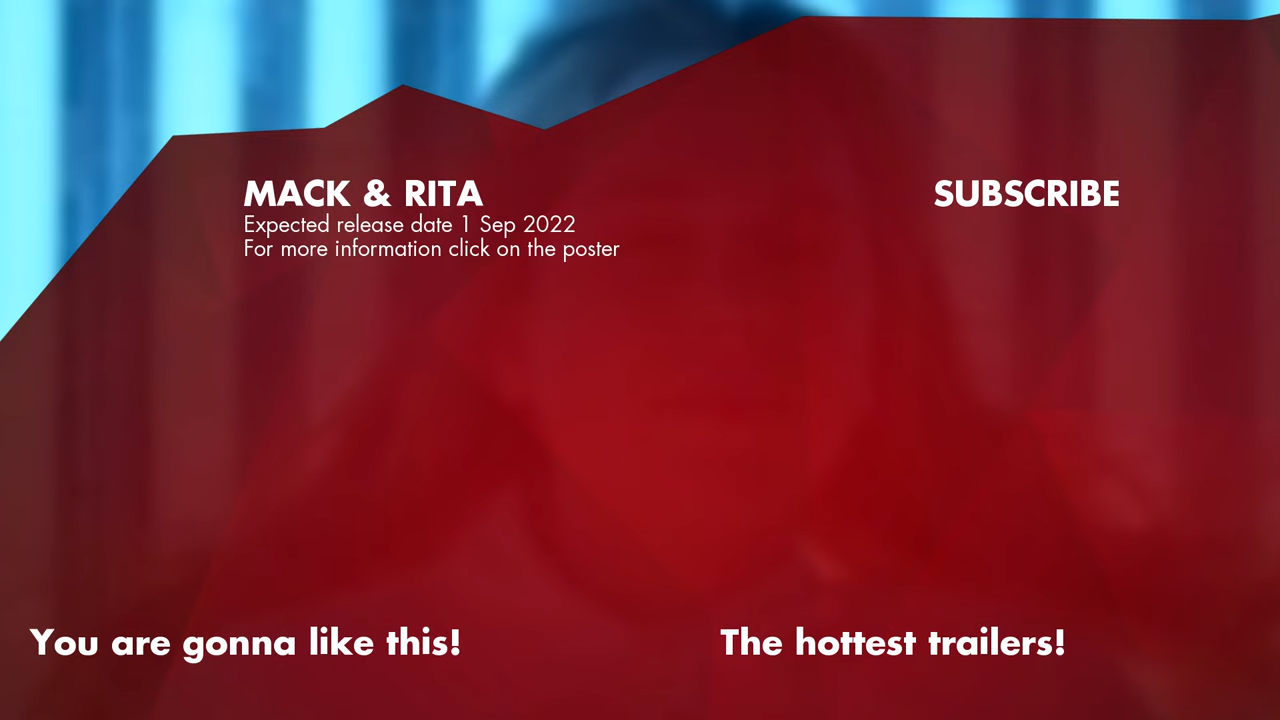 MACK & RITA
Expected release date 1 Sep 2022
For more information click on the poster
SUBSCRIBE
You are gonna like this!
The hottest trailers!